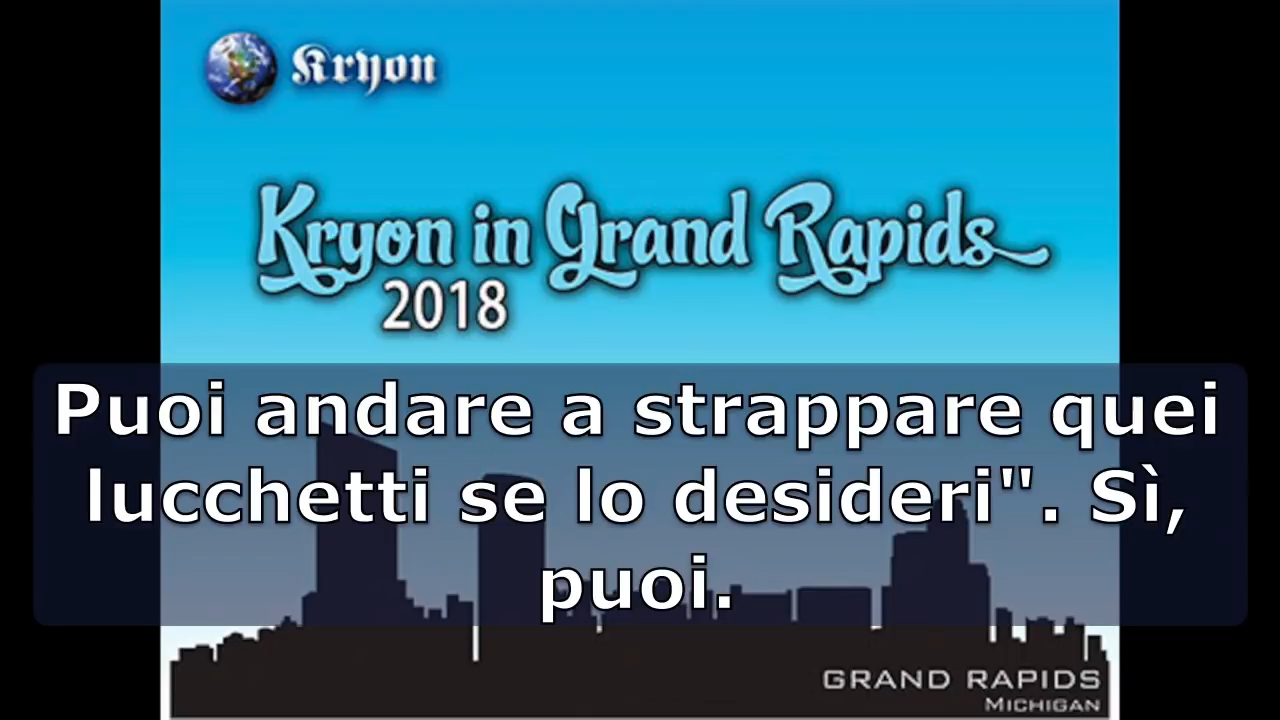 Kryon
Kryon in Grand Rapids
2018
Puoi andare a strappare quei
lucchetti se lo desideri". Sì,
puoi.
GRAND RAPIDS
MICHIGAN